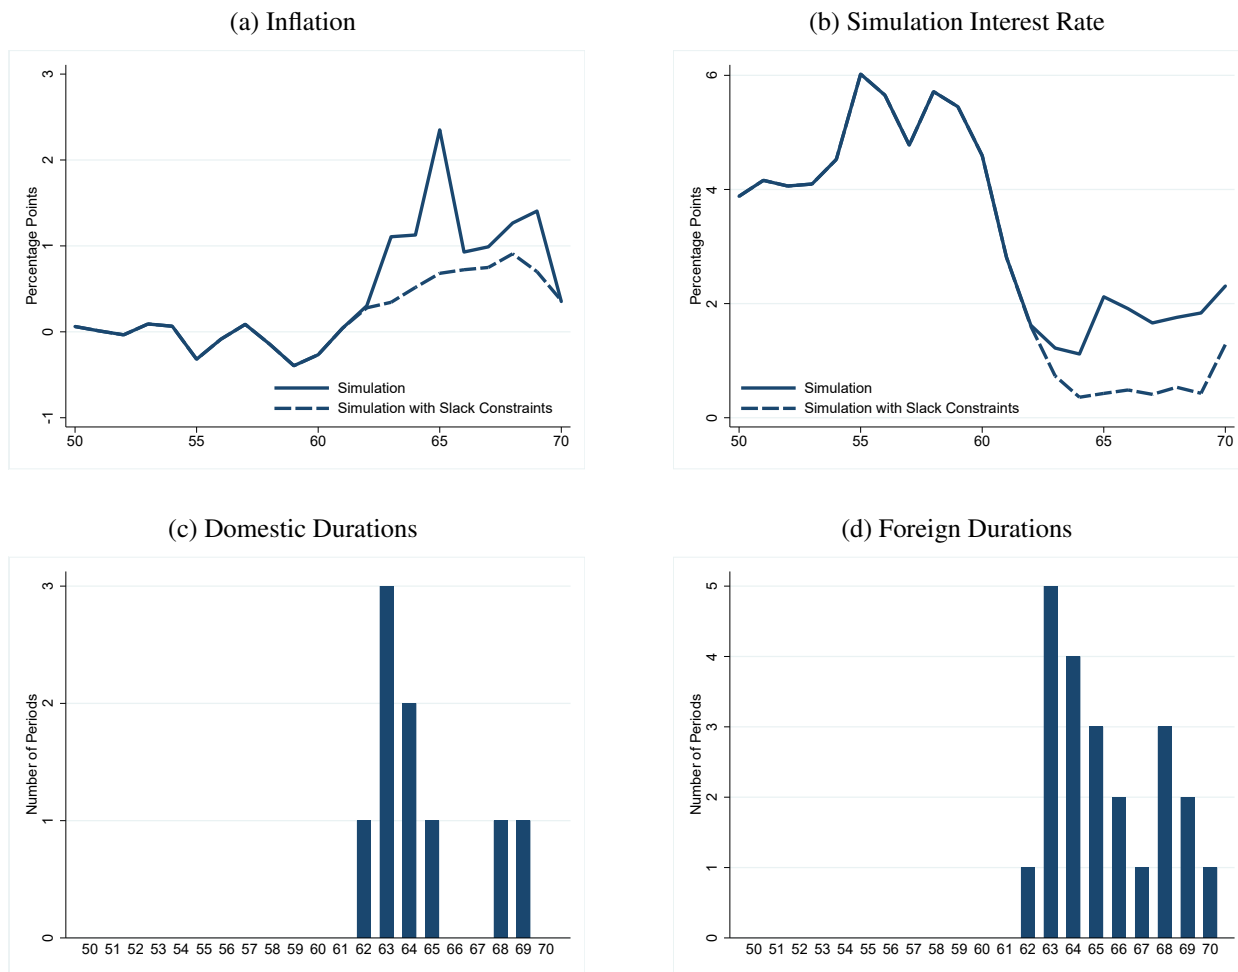 (a) Inflation
Percentage Points
3
2
1
0
-1
50 55 60 65 70
Simulation
Simulation with Slack Constraints
(b) Simulation Interest Rate
Percentage Points
6
4
2
0
50 55 60 65 70
Simulation
Simulation with Slack Constraints
(c) Domestic Durations
Number of Periods
3
2
1
0
50 51 52 53 54 55 56 57 58 59 60 61 62 63 64 65 66 67 68 69 70
(d) Foreign Durations
Number of Periods
5
4
3
2
1
0
50 51 52 53 54 55 56 57 58 59 60 61 62 63 64 65 66 67 68 69 70